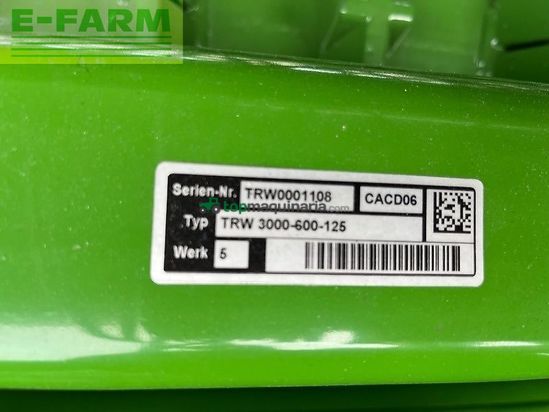 E-FARM
Serien-Nr. TRW0001108 CACD06
topmaquinaria.com
Typ TRW 3000-600-125
Werk 5